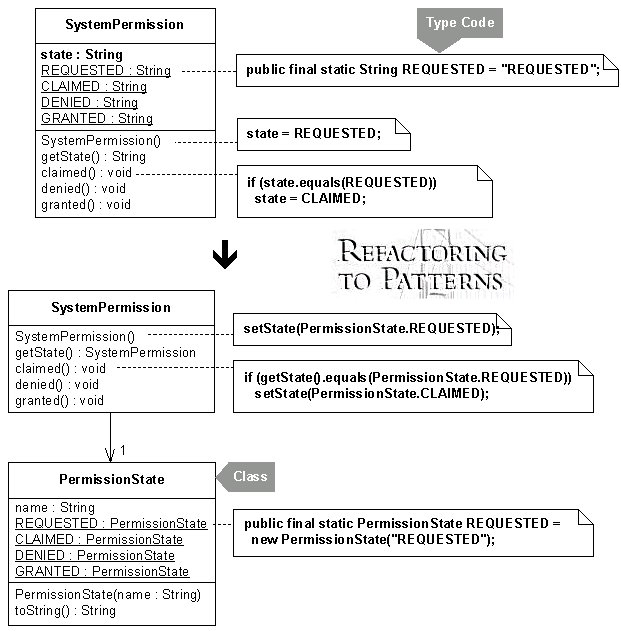 SystemPermission
Type Code
state : String
REQUESTED : String
CLAIMED : String
DENIED : String
GRANTED : String
public final static String REQUESTED = "REQUESTED";
SystemPermission()
getState() : String
claimed() : void
denied() : void
granted() : void
state = REQUESTED;
if (state.equals(REQUESTED))
state = CLAIMED;
REFACTORING
TO PATTERNS
SystemPermission
SystemPermission()
getState() : SystemPermission
claimed() : void
denied() : void
granted() : void
setState(PermissionState.REQUESTED);
if (getState().equals(PermissionState.REQUESTED))
setState(PermissionState.CLAIMED);
1
PermissionState
Class
name : String
REQUESTED : PermissionState
CLAIMED : PermissionState
DENIED : PermissionState
GRANTED : PermissionState
public final static PermissionState REQUESTED =
new PermissionState("REQUESTED");
PermissionState(name : String)
toString() : String